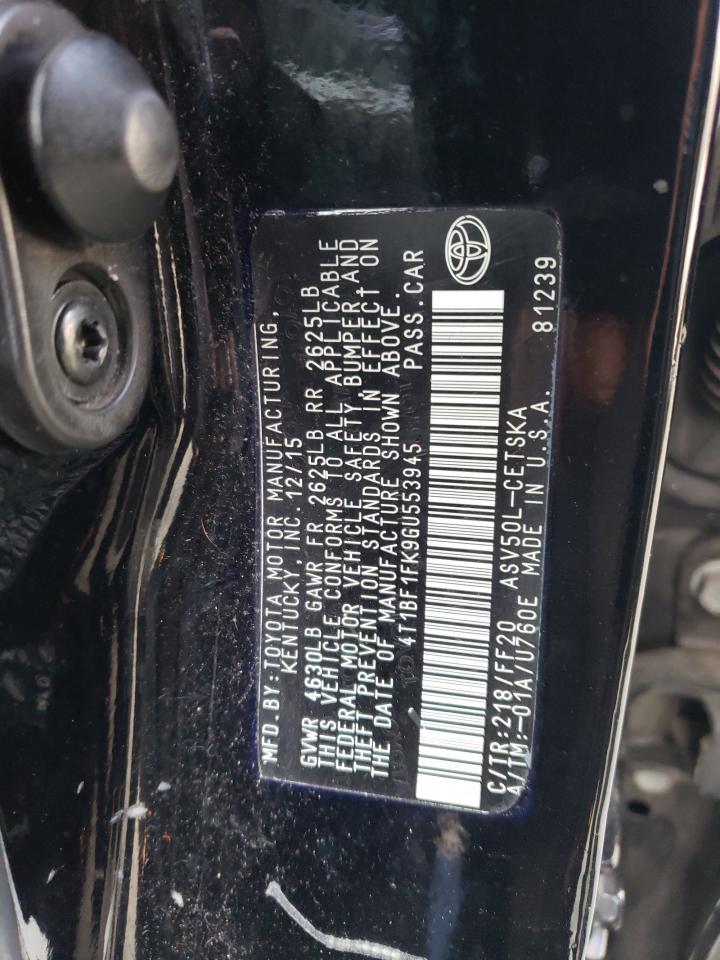 MFD.BY:TOYOTA MOTOR MANUFACTURING,
KENTUCKY,INC.12/15
GVWR 4630LB GAWR FR 2625LB RR 2625LB
THIS VEHICLE CONFORMS TO ALL APPLICABLE
FEDERAL MOTOR VEHICLE SAFETY,BUMPER,AND
THEFT PREVENTION STANDARDS IN EFFECT ON
THE DATE OF MANUFACTURE SHOWN ABOVE.
4T1BF1FK9GU553945 PASS.CAR
C/TR:218/FF20 ASV50L-CETSKA
A/TM:-01A/U760E MADE IN U.S.A. 81239